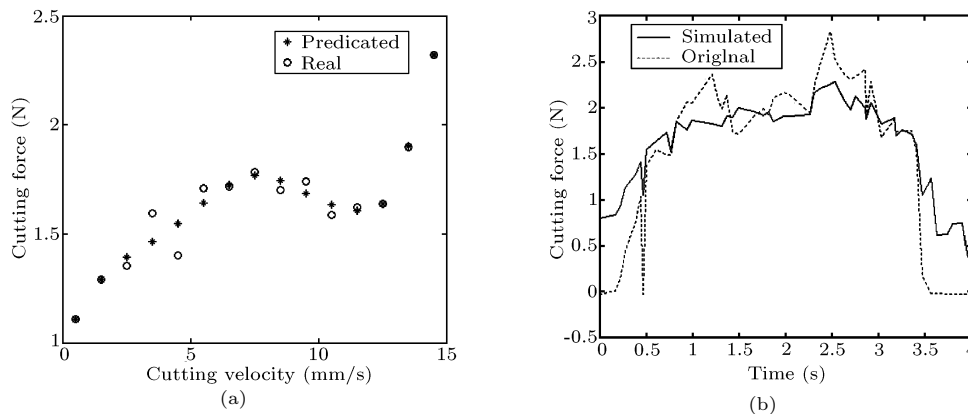 2.5
2
1.5
1
Cutting force (N)
Predicated
Real
0
5
10
15
Cutting velocity (mm/s)
(a)
3
2.5
2
1.5
1
0.5
0
-0.5
Cutting force (N)
Simulated
Origlnal
0
0.5
1
1.5
2
2.5
3
3.5
4
Time (s)
(b)